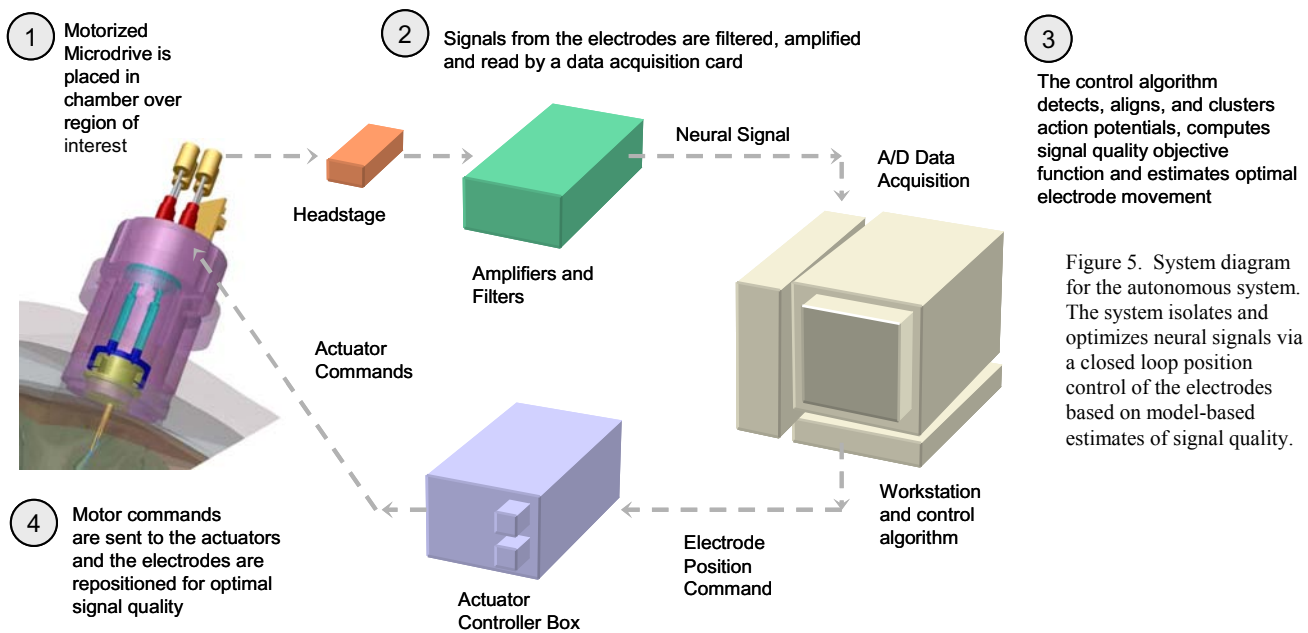 1
Motorized
Microdrive is
placed in
chamber over
region of
interest
2
Signals from the electrodes are filtered, amplified
and read by a data acquisition card
3
The control algorithm
detects, aligns, and clusters
action potentials, computes
signal quality objective
function and estimates optimal
electrode movement
Headstage
Amplifiers and
Filters
Neural Signal
A/D Data
Acquisition
Figure 5.  System diagram
for the autonomous system.
The system isolates and
optimizes neural signals via
a closed loop position
control of the electrodes
based on model-based
estimates of signal quality.
Actuator
Commands
Workstation
and control
algorithm
Electrode
Position
Command
Actuator
Controller Box
4
Motor commands
are sent to the actuators
and the electrodes are
repositioned for optimal
signal quality